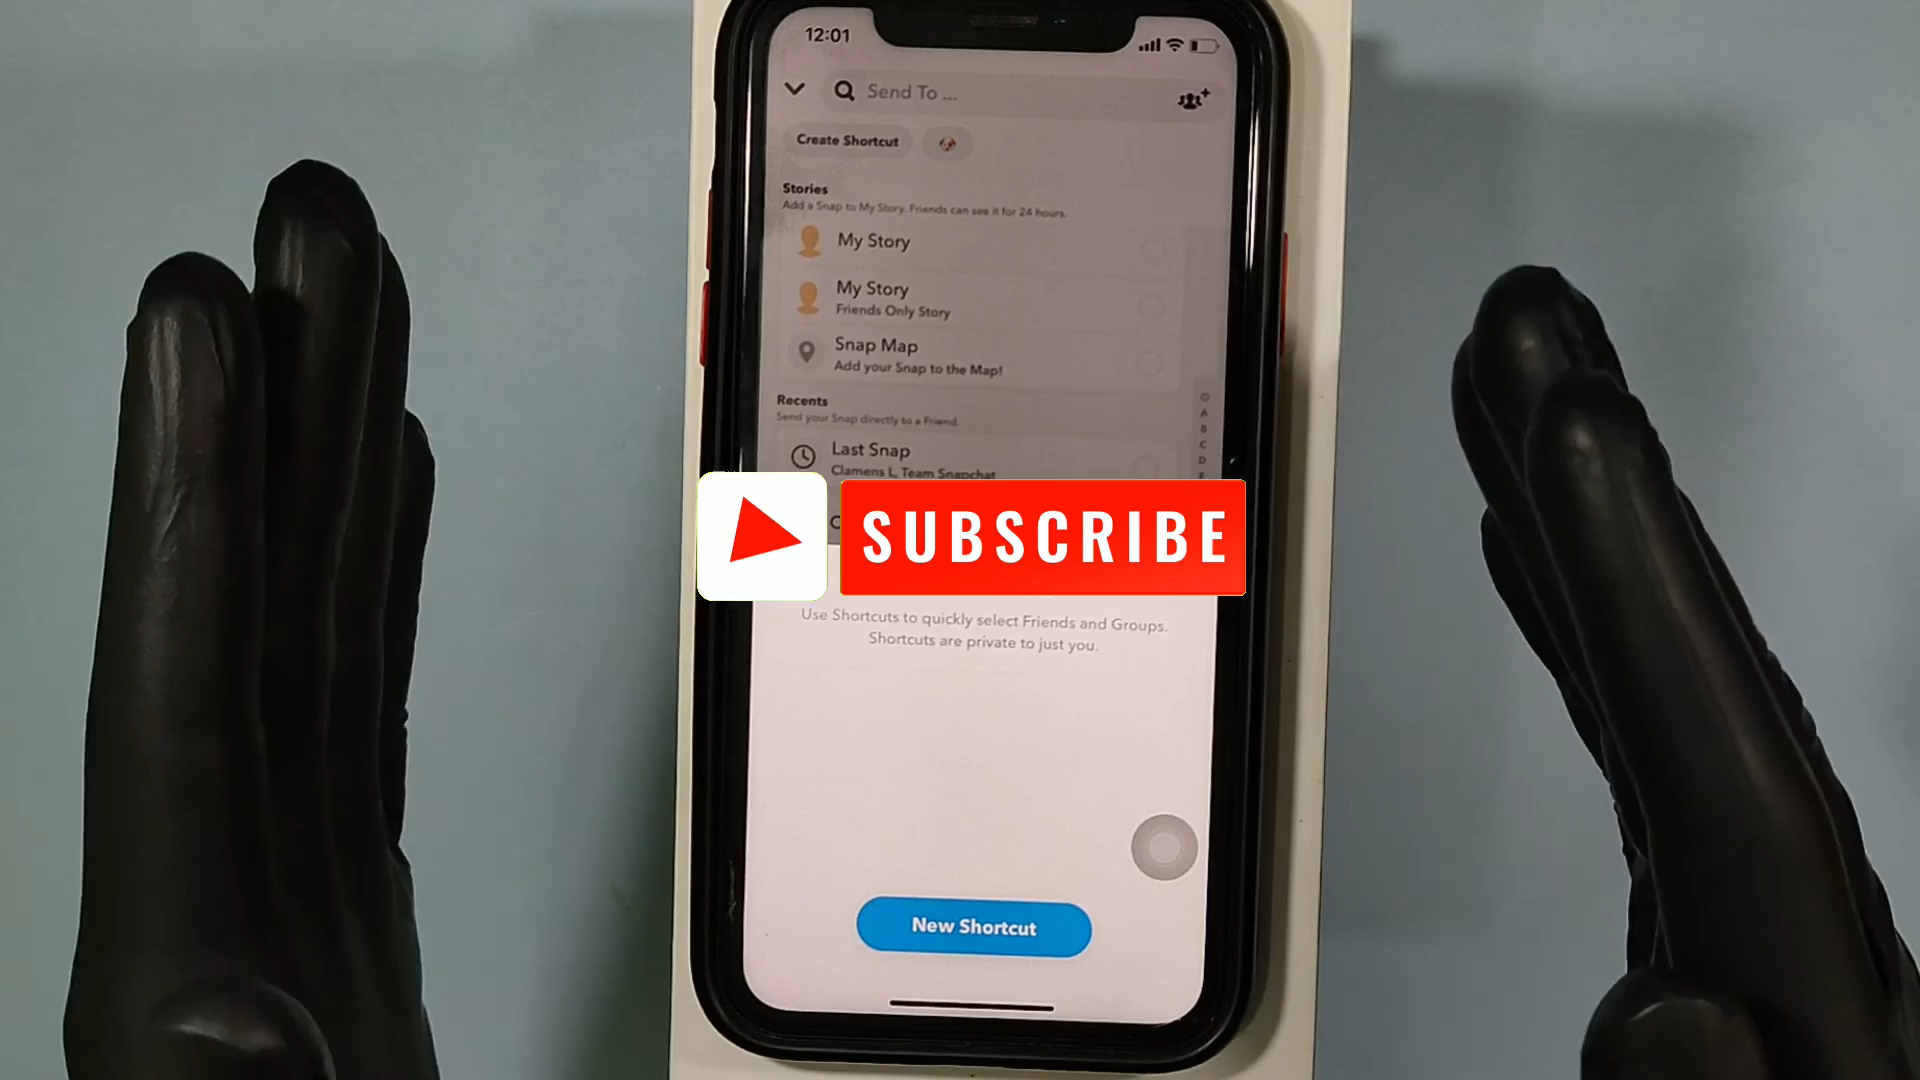 12:01
Send To ...
Create Shortcut
Stories
Add a Snap to My Story. Friends can see it for 24 hours.
My Story
My Story
Friends Only Story
Snap Map
Add your Snap to the Map!
Recents
Send your Snap directly to a Friend.
A
B
C
D
Last Snap
Clamens L, Team Snapchat
SUBSCRIBE
Use Shortcuts to quickly select Friends and Groups.
Shortcuts are private to just you.
New Shortcut